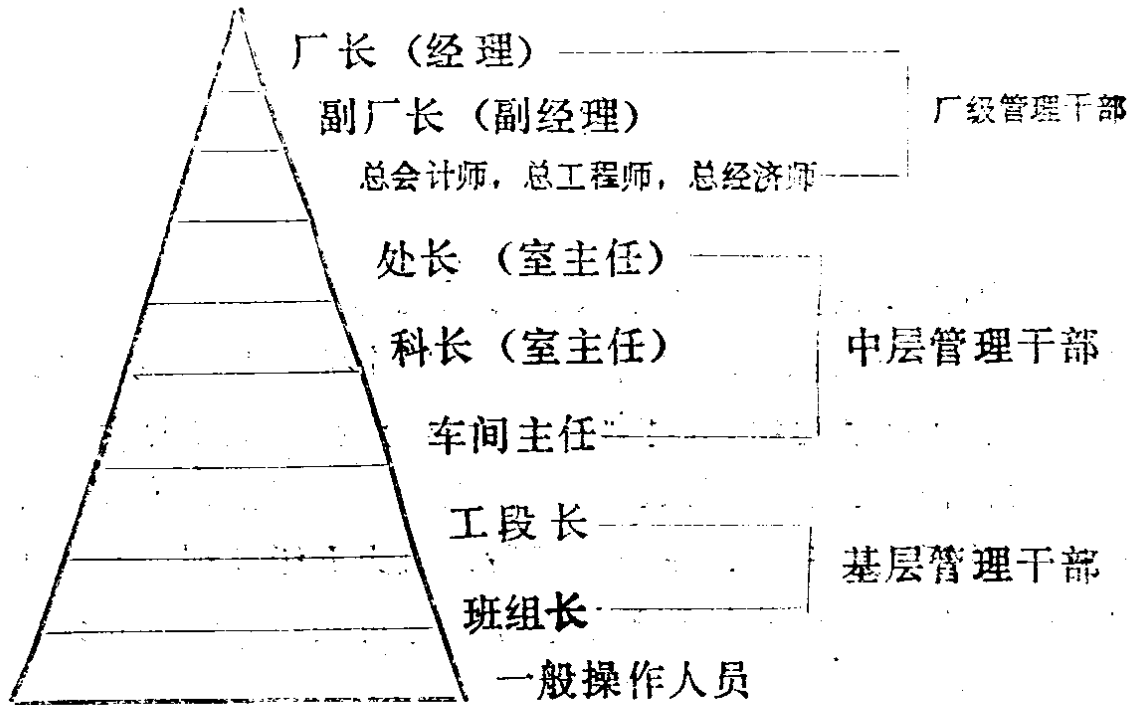 厂长（经理）
厂级管理干部
副厂长（副经理）
总会计师，总工程师，总经济师
处长（室主任）
科长（室主任）
中层管理干部
车间主任
工段长
基层管理干部
班组长
一般操作人员